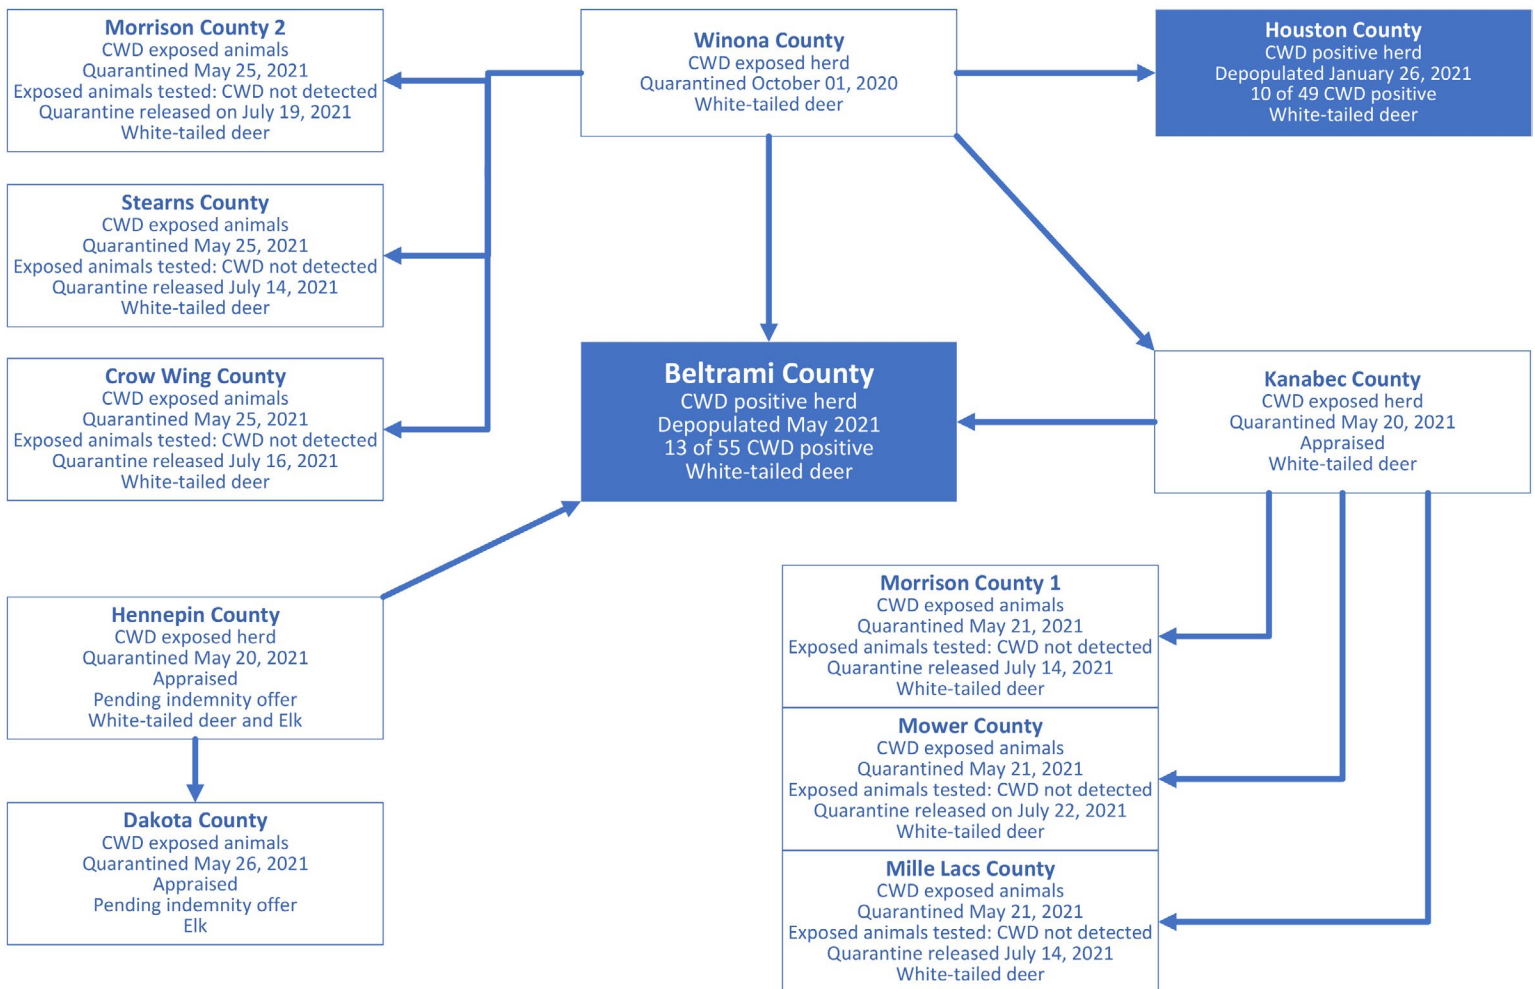 Morrison County 2
CWD exposed animals
Quarantined May 25, 2021
Exposed animals tested: CWD not detected
Quarantine released on July 19, 2021
White-tailed deer
Winona County
CWD exposed herd
Quarantined October 01, 2020
White-tailed deer
Houston County
CWD positive herd
Depopulated January 26, 2021
10 of 49 CWD positive
White-tailed deer
Stearns County
CWD exposed animals
Quarantined May 25, 2021
Exposed animals tested: CWD not detected
Quarantine released July 14, 2021
White-tailed deer
Crow Wing County
CWD exposed animals
Quarantined May 25, 2021
Exposed animals tested: CWD not detected
Quarantine released July 16, 2021
White-tailed deer
Beltrami County
CWD positive herd
Depopulated May 2021
13 of 55 CWD positive
White-tailed deer
Kanabec County
CWD exposed herd
Quarantined May 20, 2021
Appraised
White-tailed deer
Hennepin County
CWD exposed herd
Quarantined May 20, 2021
Appraised
Pending indemnity offer
White-tailed deer and Elk
Dakota County
CWD exposed animals
Quarantined May 26, 2021
Appraised
Pending indemnity offer
Elk
Morrison County 1
CWD exposed animals
Quarantined May 21, 2021
Exposed animals tested: CWD not detected
Quarantine released July 14, 2021
White-tailed deer
Mower County
CWD exposed animals
Quarantined May 21, 2021
Exposed animals tested: CWD not detected
Quarantine released on July 22, 2021
White-tailed deer
Mille Lacs County
CWD exposed animals
Quarantined May 21, 2021
Exposed animals tested: CWD not detected
Quarantine released July 14, 2021
White-tailed deer